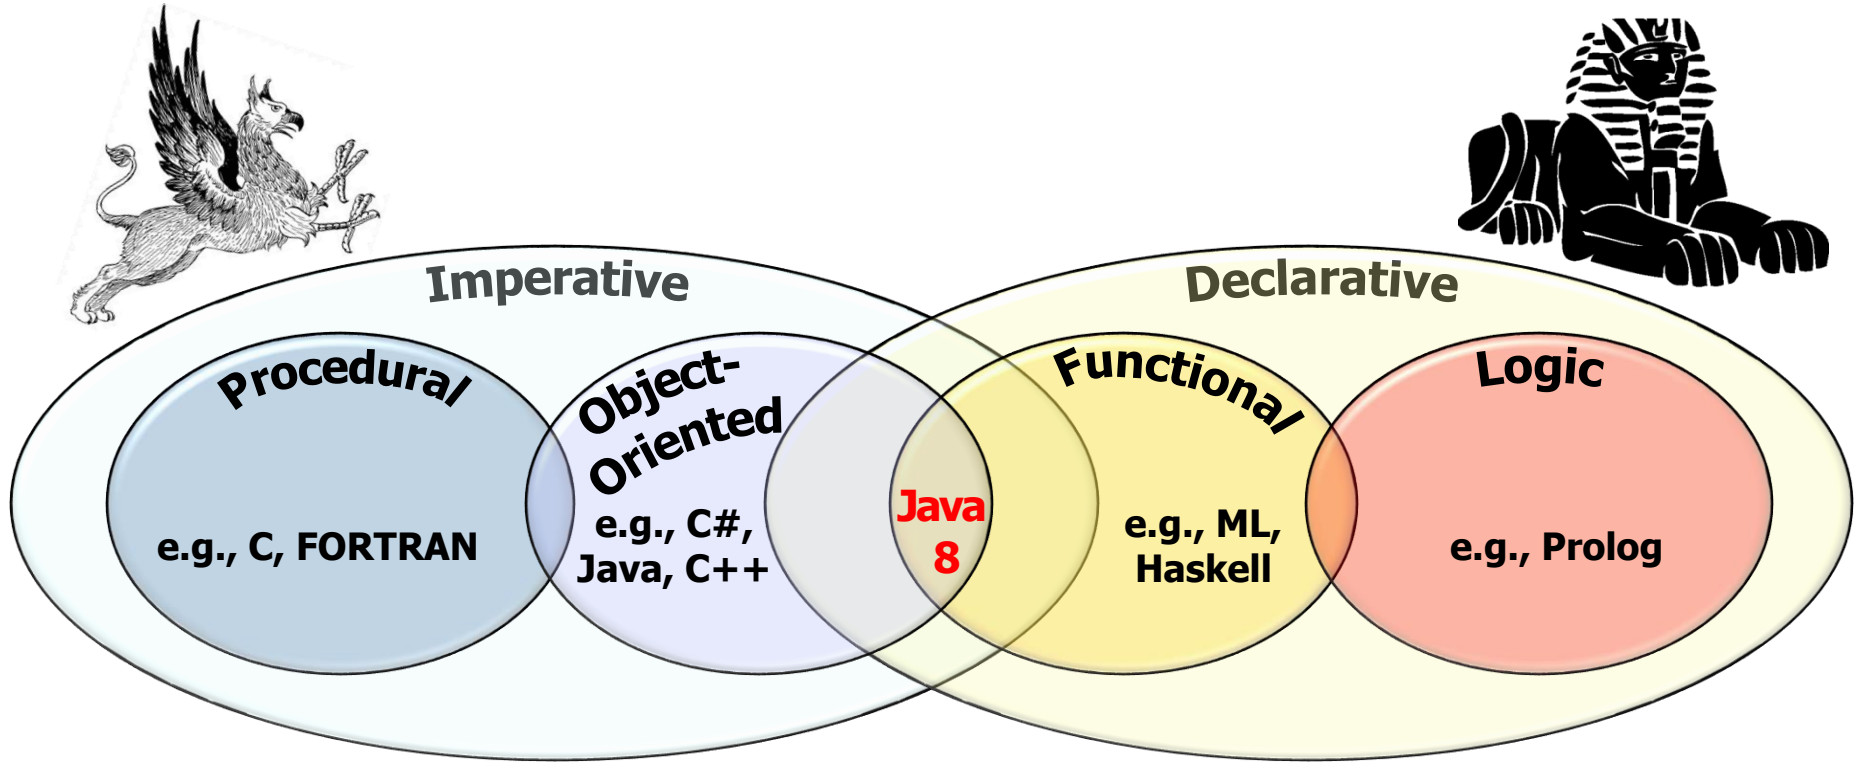 Imperative
Declarative
Procedural
Object-
Oriented
Functional
Logic
e.g., C, FORTRAN
e.g., C#,
Java, C++
Java
8
e.g., ML,
Haskell
e.g., Prolog